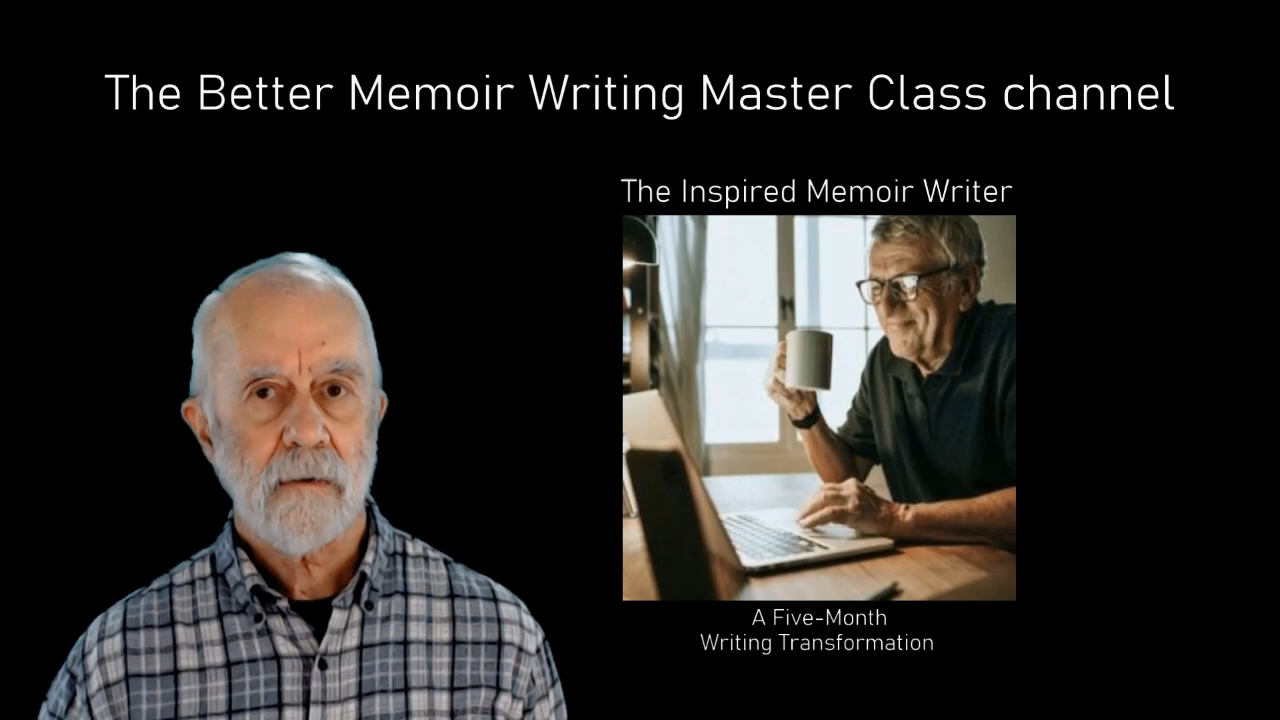 The Better Memoir Writing Master Class channel
The Inspired Memoir Writer
A Five-Month
Writing Transformation